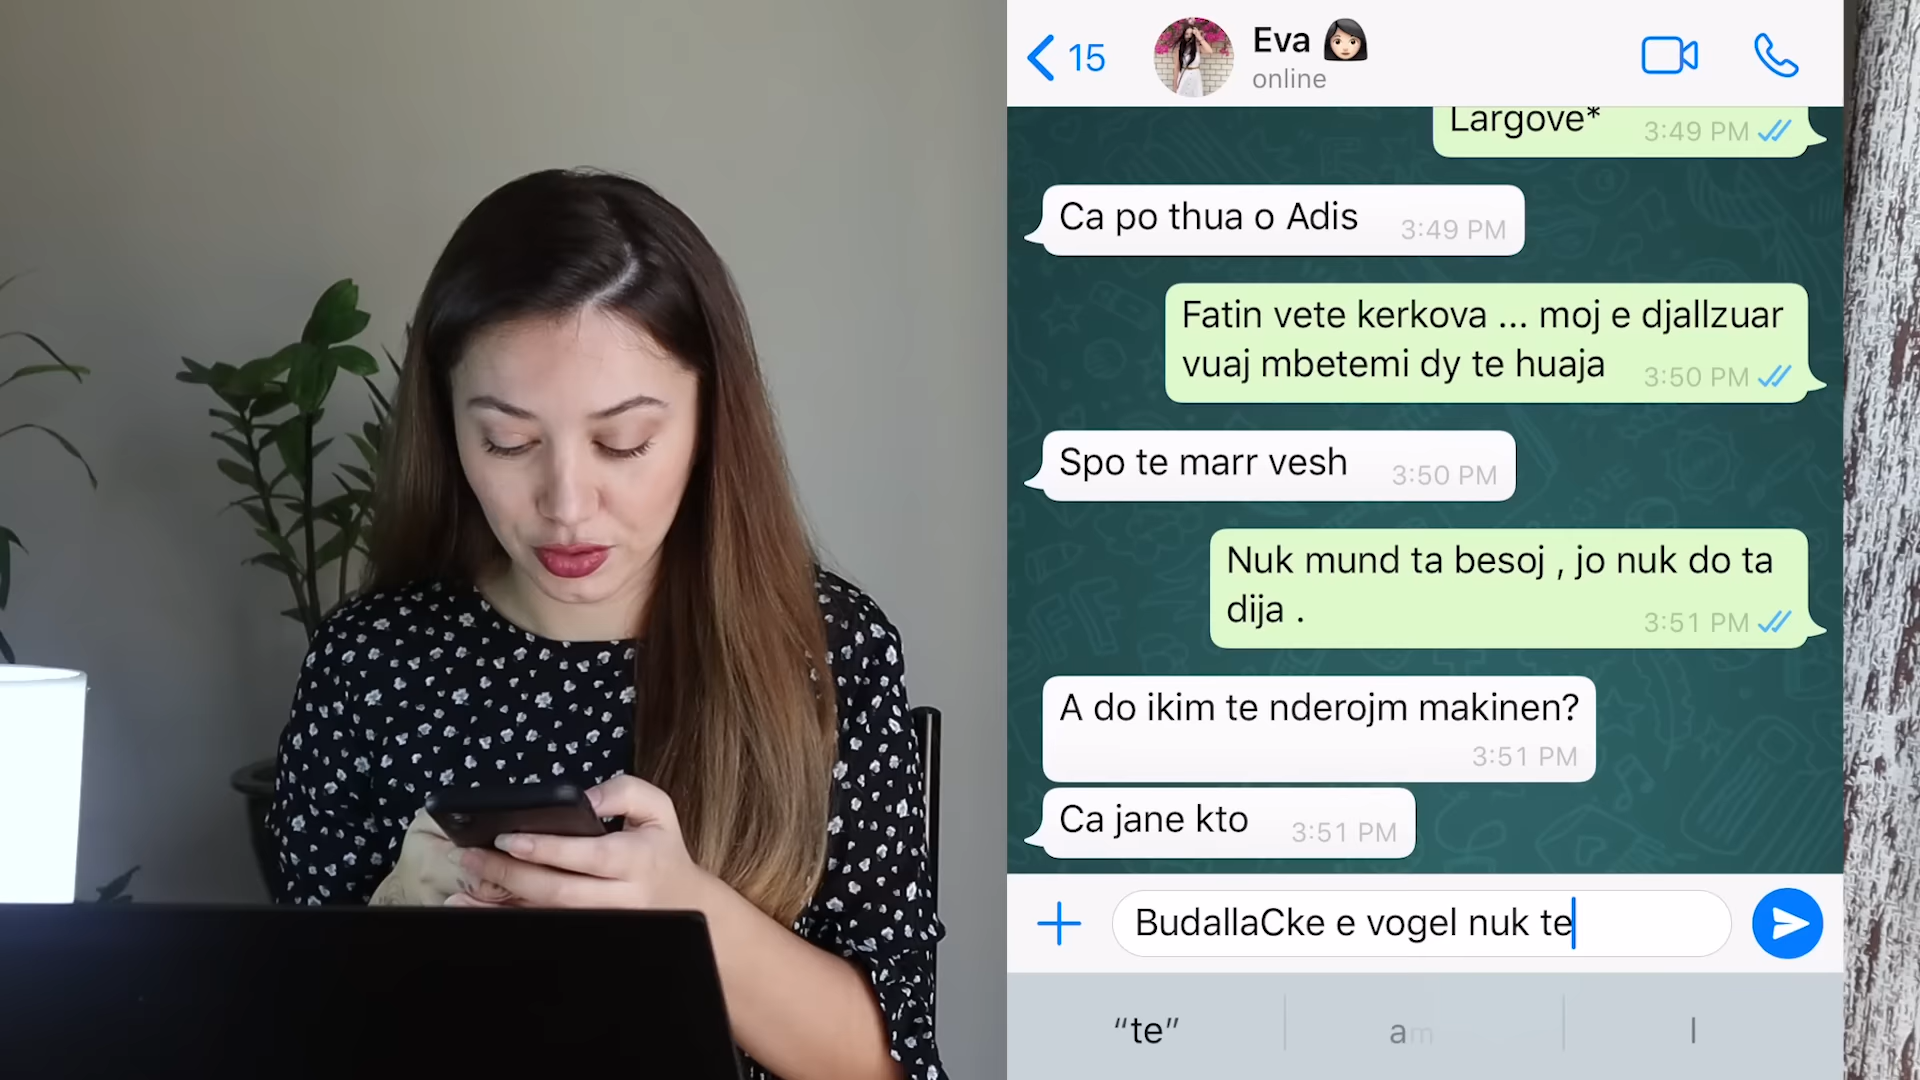 15
Eva
online
Largove*
3:49 PM
Ca po thua o Adis
3:49 PM
Fatin vete kerkova ... moj e djallzuar
vuaj mbetemi dy te huaja
3:50 PM
Spo te marr vesh
3:50 PM
Nuk mund ta besoj , jo nuk do ta
dija .
3:51 PM
A do ikim te nderojm makinen?
3:51 PM
Ca jane kto
3:51 PM
BudallaCke e vogel nuk te
“te”
am
I